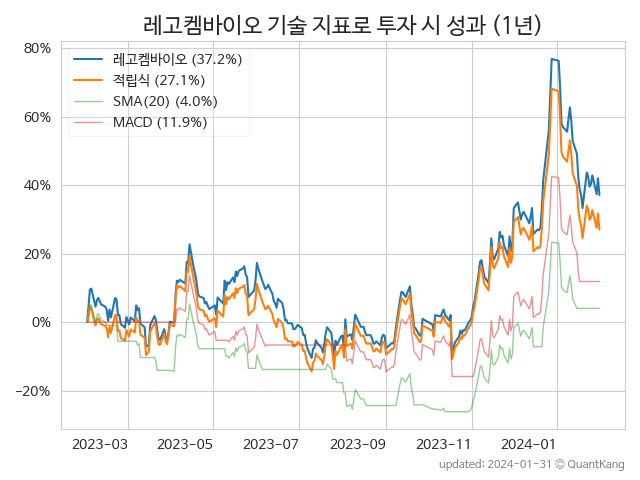 레고켐바이오 기술 지표로 투자 시 성과 (1년)
80%
60%
40%
20%
0%
−20%
레고켐바이오 (37.2%)
적립식 (27.1%)
SMA(20) (4.0%)
MACD (11.9%)
2023-03 2023-05 2023-07 2023-09 2023-11 2024-01
updated: 2024-01-31 © QuantKang